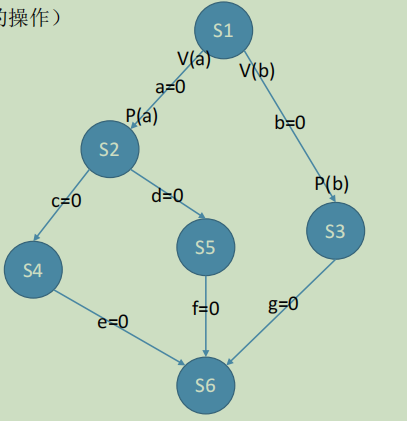 的操作）
S1
V(a)
V(b)
a=0
P(a)
b=0
S2
P(b)
d=0
c=0
S3
S5
S4
f=0
g=0
e=0
S6